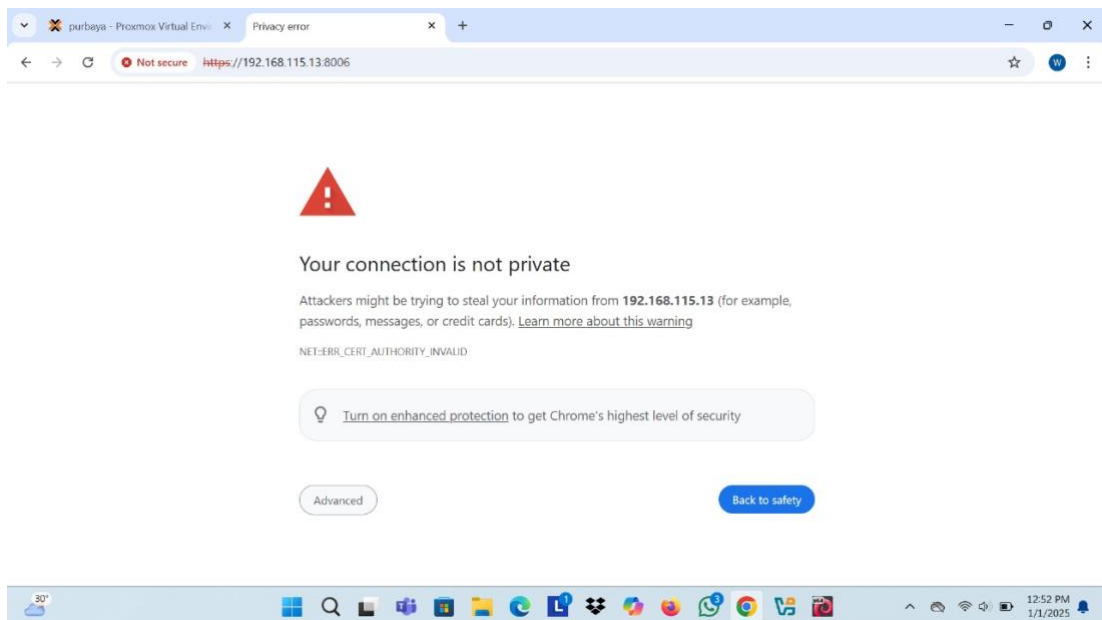 purbaya - Proxmox Virtual Envir
Privacy error
Not secure
https://192.168.115.13:8006
W
Your connection is not private
Attackers might be trying to steal your information from 192.168.115.13 (for example,
passwords, messages, or credit cards). Learn more about this warning
NET::ERR_CERT_AUTHORITY_INVALID
Turn on enhanced protection to get Chrome's highest level of security
Advanced
Back to safety
30°
L
1
3
12:52 PM
1/1/2025